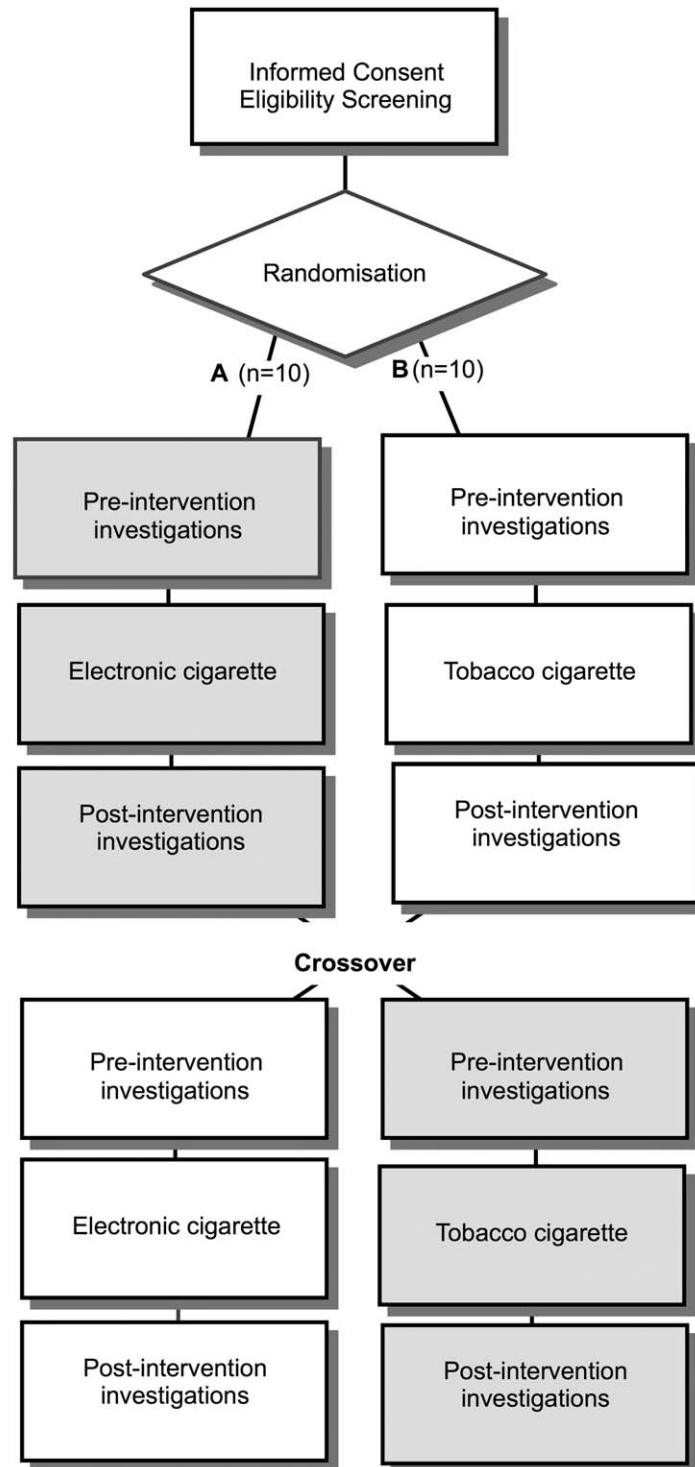 Informed Consent
Eligibility Screening
Randomisation
A (n=10)
B (n=10)
Pre-intervention
investigations
Pre-intervention
investigations
Electronic cigarette
Tobacco cigarette
Post-intervention
investigations
Post-intervention
investigations
Crossover
Pre-intervention
investigations
Pre-intervention
investigations
Electronic cigarette
Tobacco cigarette
Post-intervention
investigations
Post-intervention
investigations